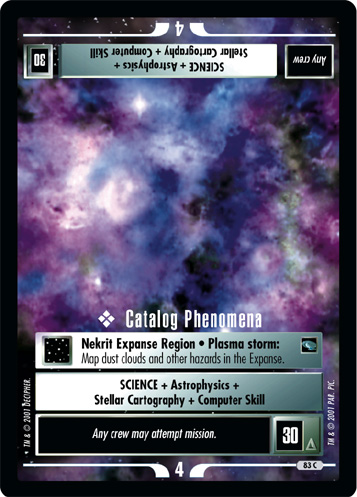 4
SCIENCE + Astrophysics +
Stellar Cartography + Computer Skill
30
Any crew
❖ Catalog Phenomena
Nekrit Expanse Region • Plasma storm:
Map dust clouds and other hazards in the Expanse.
SCIENCE + Astrophysics +
Stellar Cartography + Computer Skill
Any crew may attempt mission.
30
4
83 C
TM & © 2001 DECIPHER.
TM & © 2001 PAR. PIC.